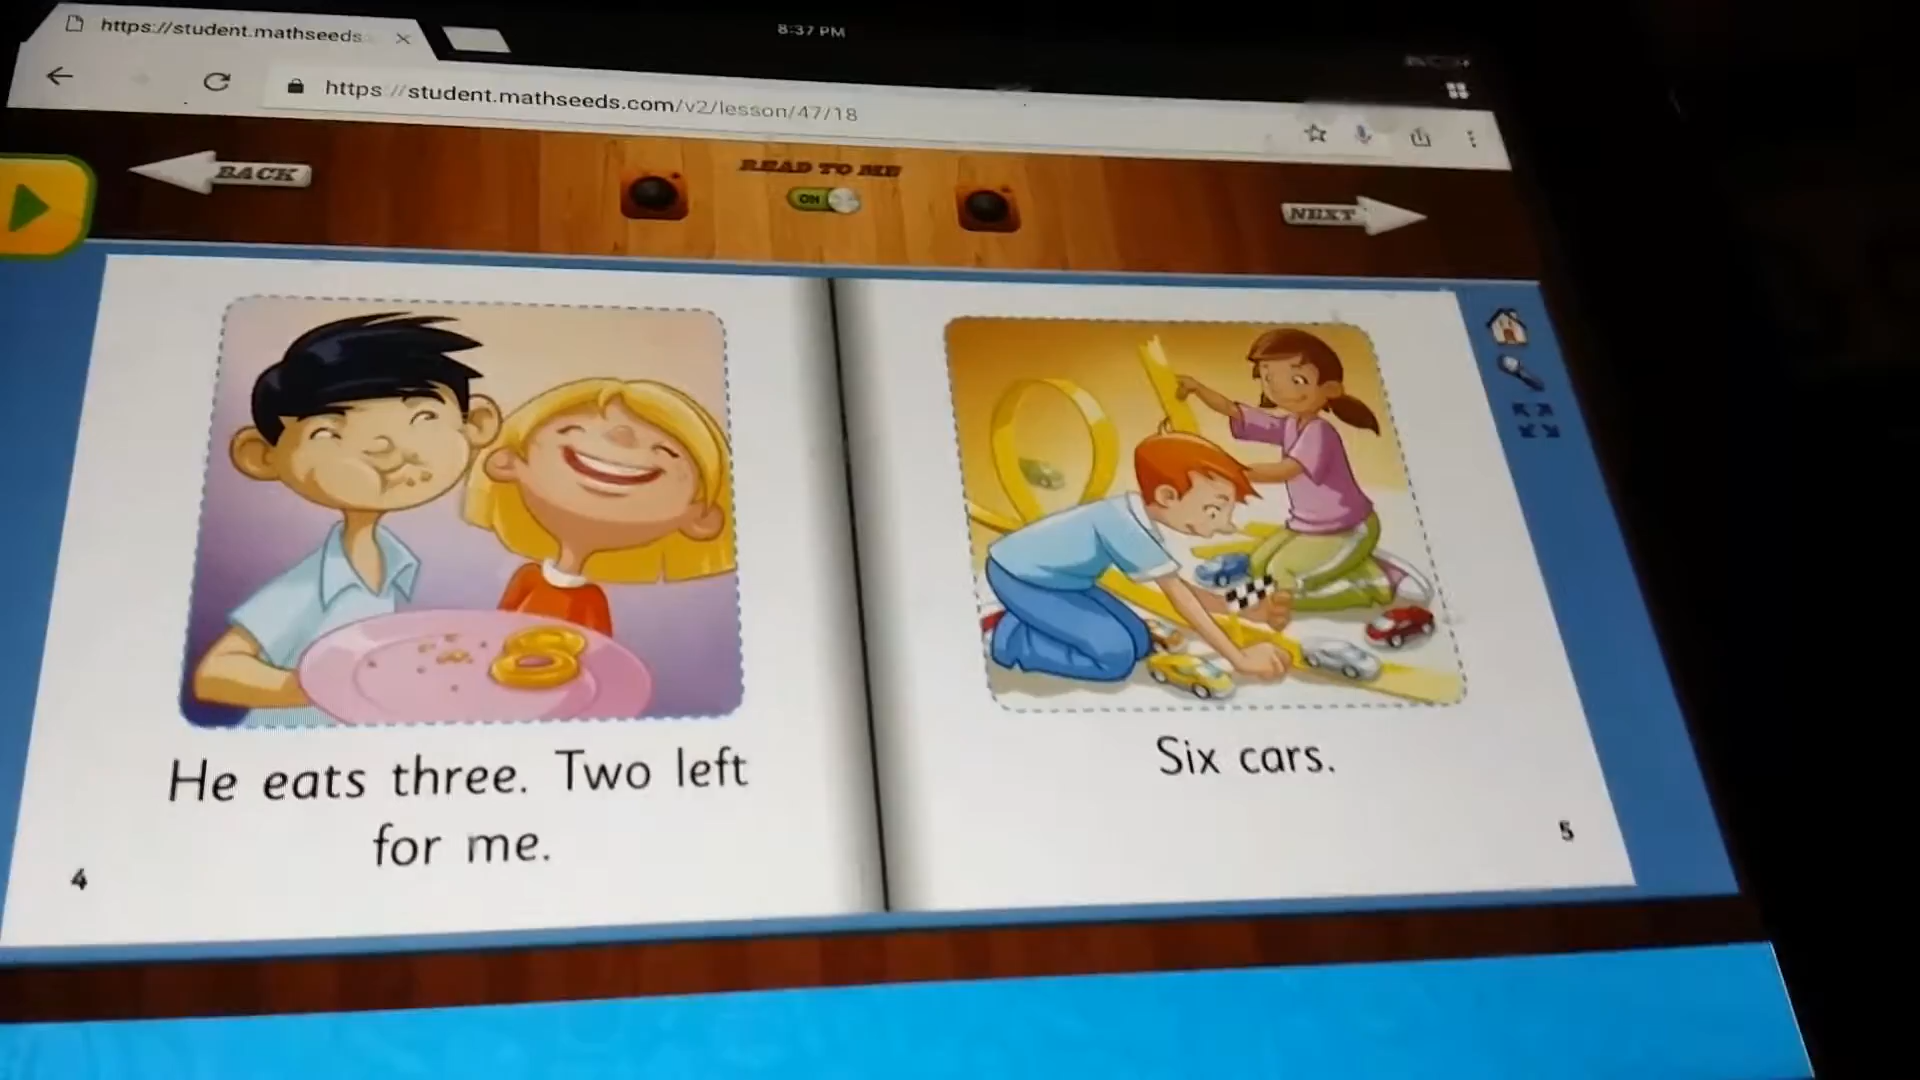 https://student.mathseeds
8:37 PM
https://student.mathseeds.com/v2/lesson/47/18
BACK
READ TO ME
ON
NEXT
He eats three. Two left
for me.
4
Six cars.
5